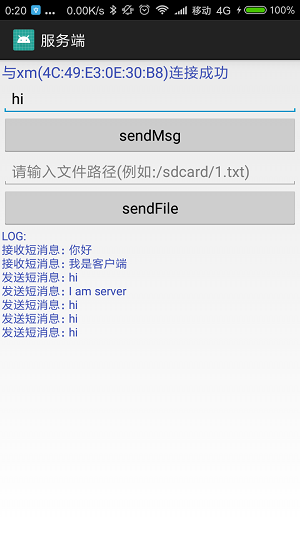 0:20 ... 0.00K/s 移动 4G 100%
服务端
与xm(4C:49:E3:0E:30:B8)连接成功
hi
sendMsg
请输入文件路径(例如:/sdcard/1.txt)
sendFile
LOG:
接收短消息：你好
接收短消息：我是客户端
发送短消息：hi
发送短消息：I am server
发送短消息：hi
发送短消息：hi
发送短消息：hi